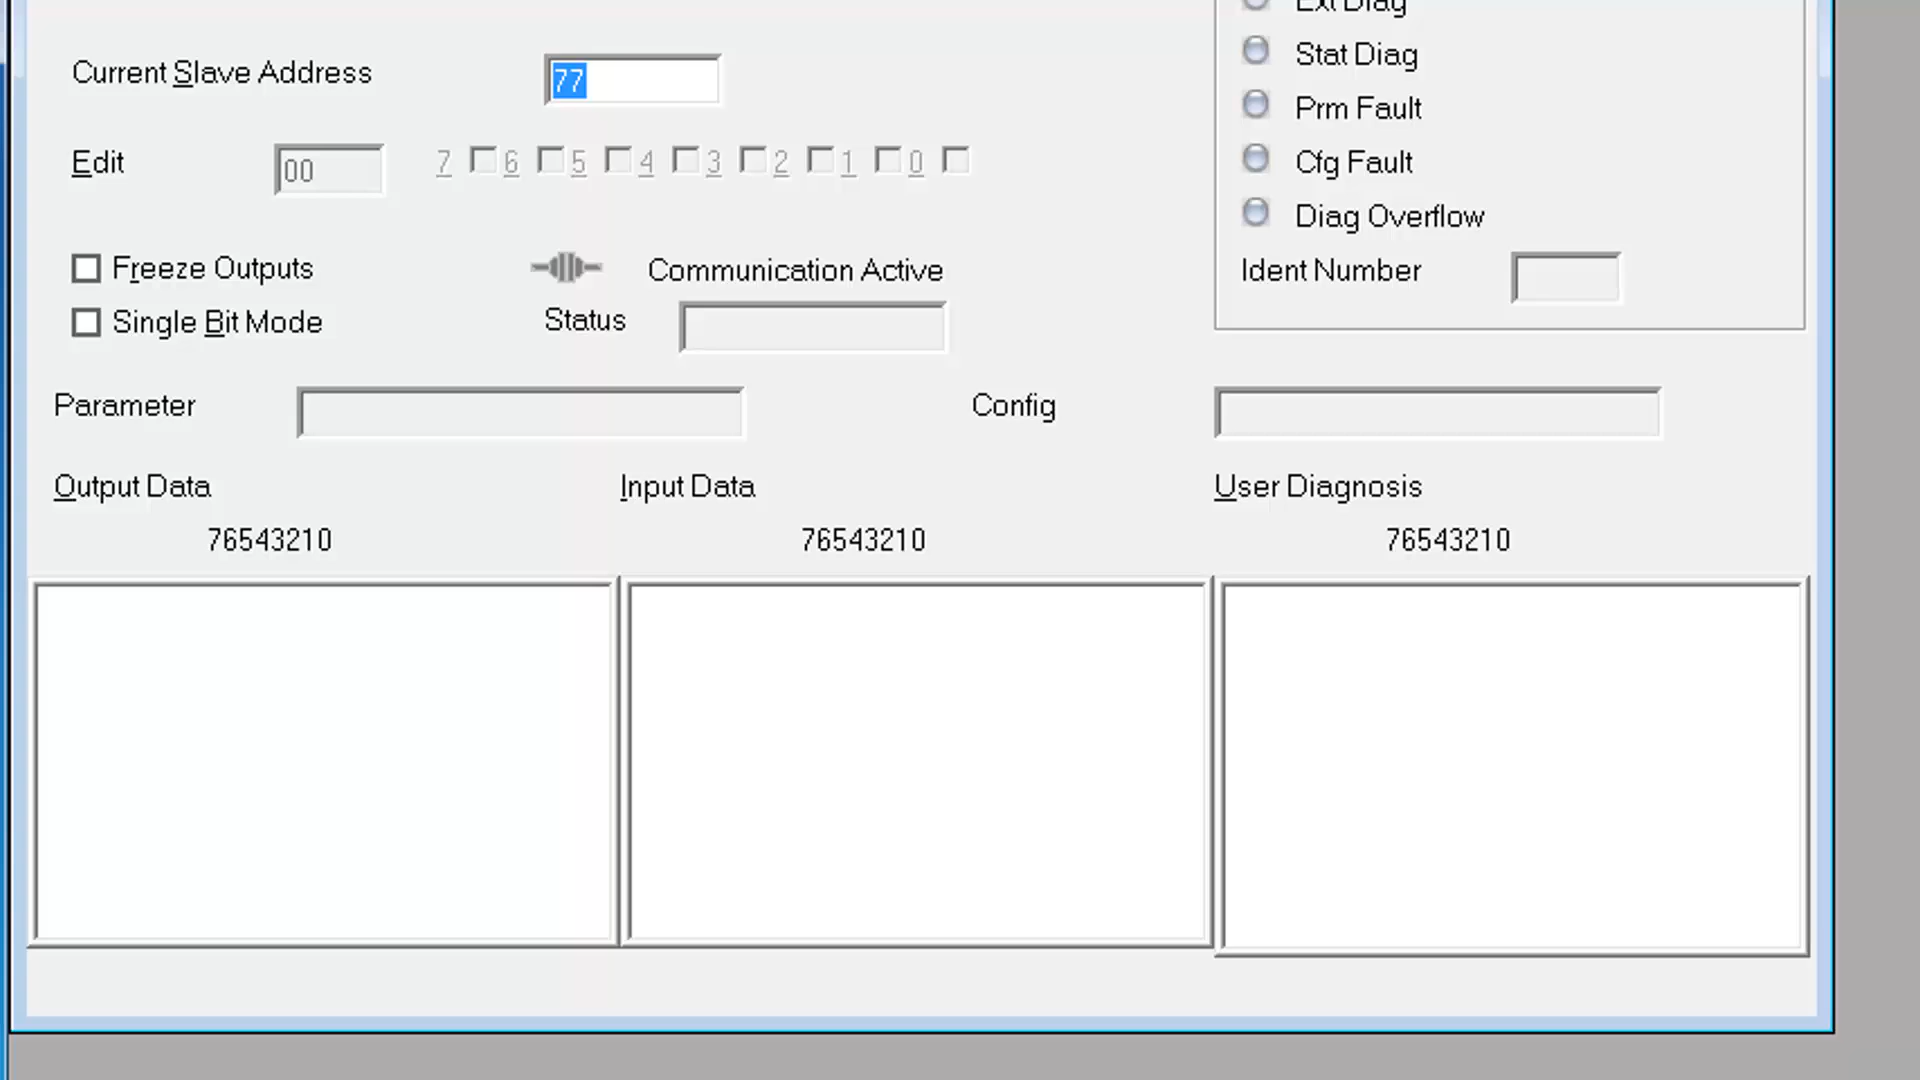 Ext Diag
Stat Diag
Current Slave Address 77
Prm Fault
Edit 00 7 6 5 4 3 2 1 0
Cfg Fault
Diag Overflow
Freeze Outputs Communication Active Ident Number
Single Bit Mode Status
Parameter Config
Output Data Input Data User Diagnosis
76543210 76543210 76543210